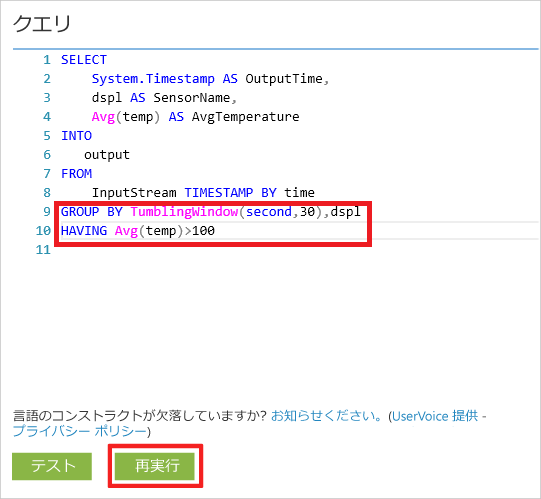 クエリ
1 SELECT
2 System.Timestamp AS OutputTime,
3 dspl AS SensorName,
4 Avg(temp) AS AvgTemperature
5 INTO
6 output
7 FROM
8 InputStream TIMESTAMP BY time
9 GROUP BY TumblingWindow(second,30),dspl
10 HAVING Avg(temp)>100
11
言語のコンストラクトが欠落していますか? お知らせください。(UserVoice 提供 -
プライバシー ポリシー)
テスト 再実行